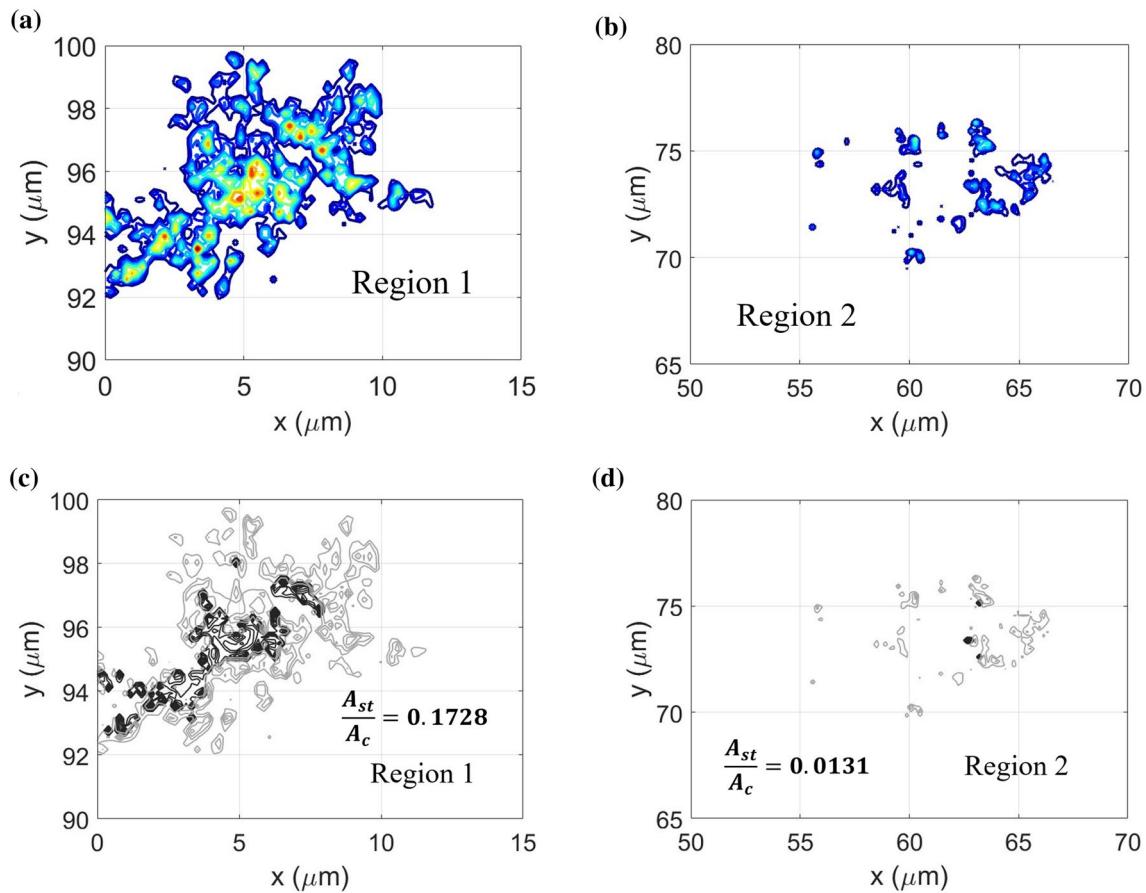 (a)
100
98
96
94
92
90
y (μm)
0 5 10 15
x (μm)
Region 1
(b)
80
75
70
65
y (μm)
50 55 60 65 70
x (μm)
Region 2
(c)
100
98
96
94
92
90
y (μm)
0 5 10 15
x (μm)
A_st/A_c = 0.1728
Region 1
(d)
80
75
70
65
y (μm)
50 55 60 65 70
x (μm)
A_st/A_c = 0.0131
Region 2